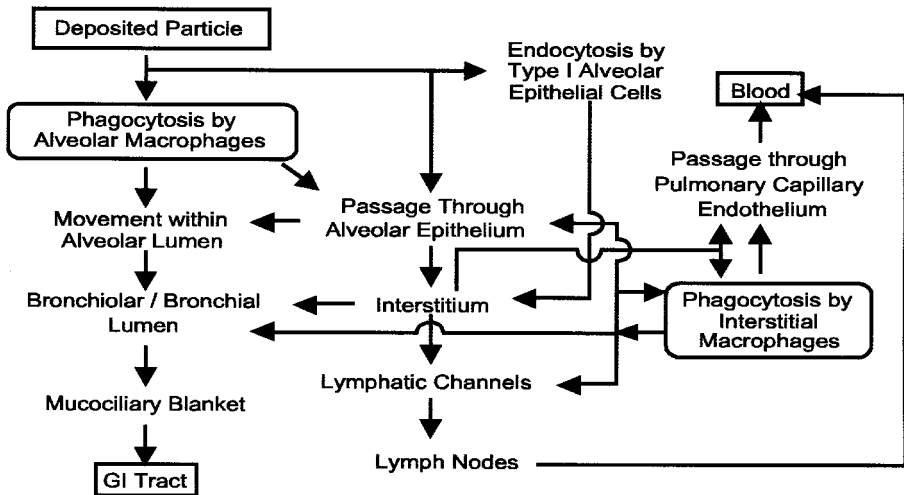 Deposited Particle
Endocytosis by
Type I Alveolar
Epithelial Cells
Blood
Phagocytosis by
Alveolar Macrophages
Passage through
Pulmonary Capillary
Endothelium
Movement within
Alveolar Lumen
Passage Through
Alveolar Epithelium
Bronchiolar / Bronchial
Lumen
Interstitium
Phagocytosis by
Interstitial
Macrophages
Lymphatic Channels
Mucociliary Blanket
Lymph Nodes
GI Tract